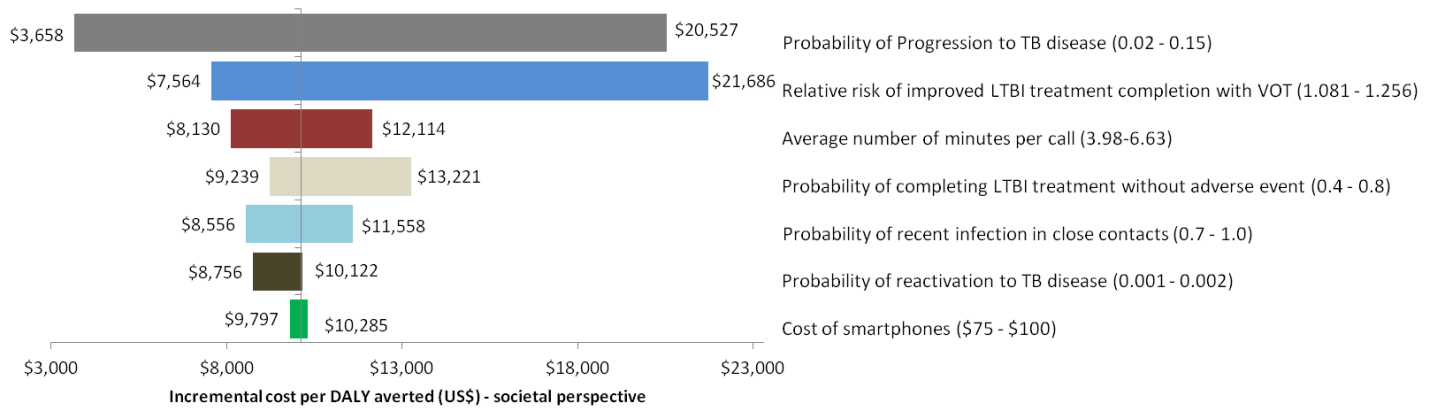 $3,658 $20,527 Probability of Progression to TB disease (0.02 - 0.15)
$7,564 $21,686 Relative risk of improved LTBI treatment completion with VOT (1.081 - 1.256)
$8,130 $12,114 Average number of minutes per call (3.98-6.63)
$9,239 $13,221 Probability of completing LTBI treatment without adverse event (0.4 - 0.8)
$8,556 $11,558 Probability of recent infection in close contacts (0.7 - 1.0)
$8,756 $10,122 Probability of reactivation to TB disease (0.001 - 0.002)
$9,797 $10,285 Cost of smartphones ($75 - $100)
$3,000 $8,000 $13,000 $18,000 $23,000
Incremental cost per DALY averted (US$) - societal perspective